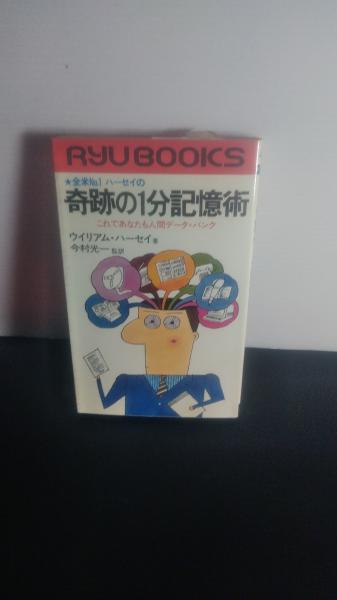 RYU BOOKS
★全米No.1 ハーセイの
奇跡の1分記憶術
これであなたも人間データ・バンク
ウイリアム・ハーセイ 著
今村光一 監訳